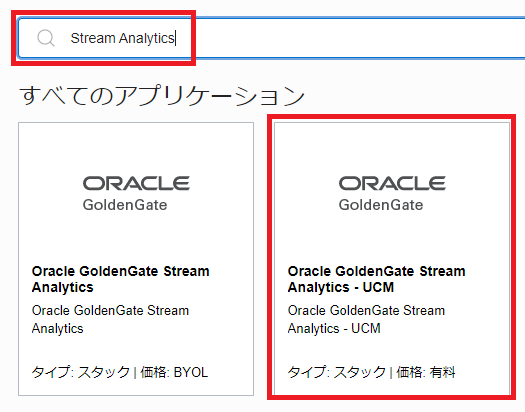 Stream Analytics
すべてのアプリケーション
ORACLE
GoldenGate
Oracle GoldenGate Stream
Analytics
Oracle GoldenGate Stream
Analytics
タイプ: スタック | 価格: BYOL
ORACLE
GoldenGate
Oracle GoldenGate Stream
Analytics - UCM
Oracle GoldenGate Stream
Analytics - UCM
タイプ: スタック | 価格: 有料